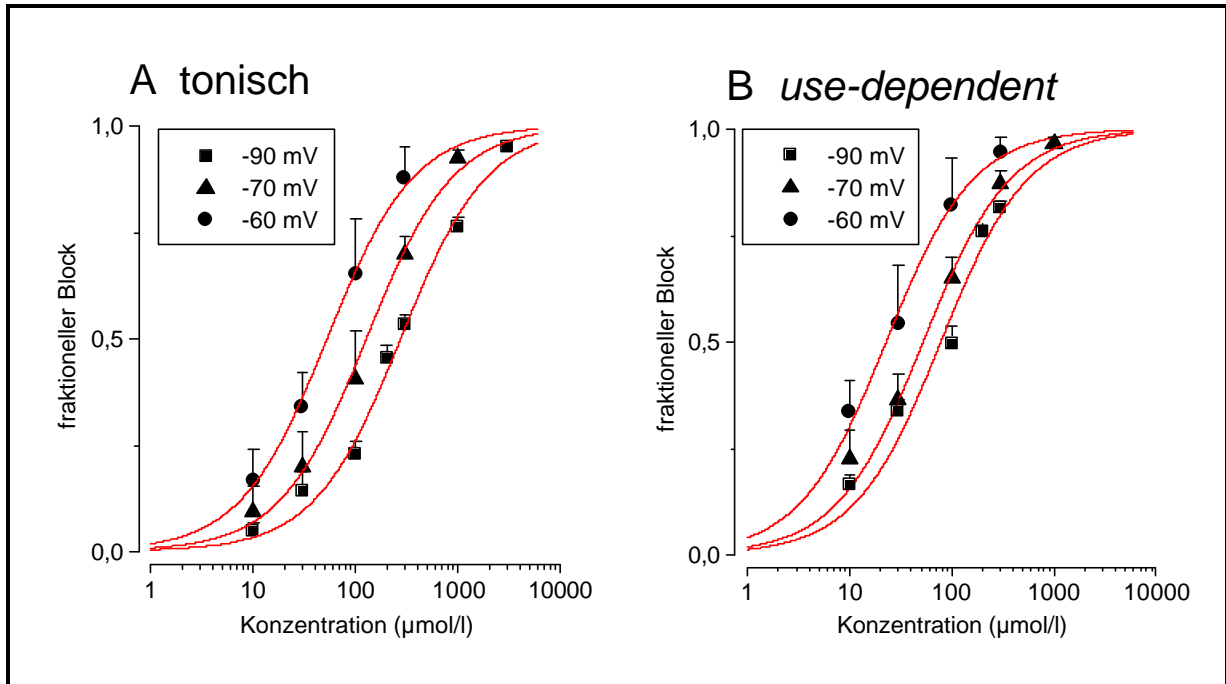 A tonisch
1,0
-90 mV
-70 mV
-60 mV
0,5
0,0
fraktioneller Block
1 10 100 1000 10000
Konzentration (µmol/l)
B use-dependent
1,0
-90 mV
-70 mV
-60 mV
0,5
0,0
fraktioneller Block
1 10 100 1000 10000
Konzentration (µmol/l)